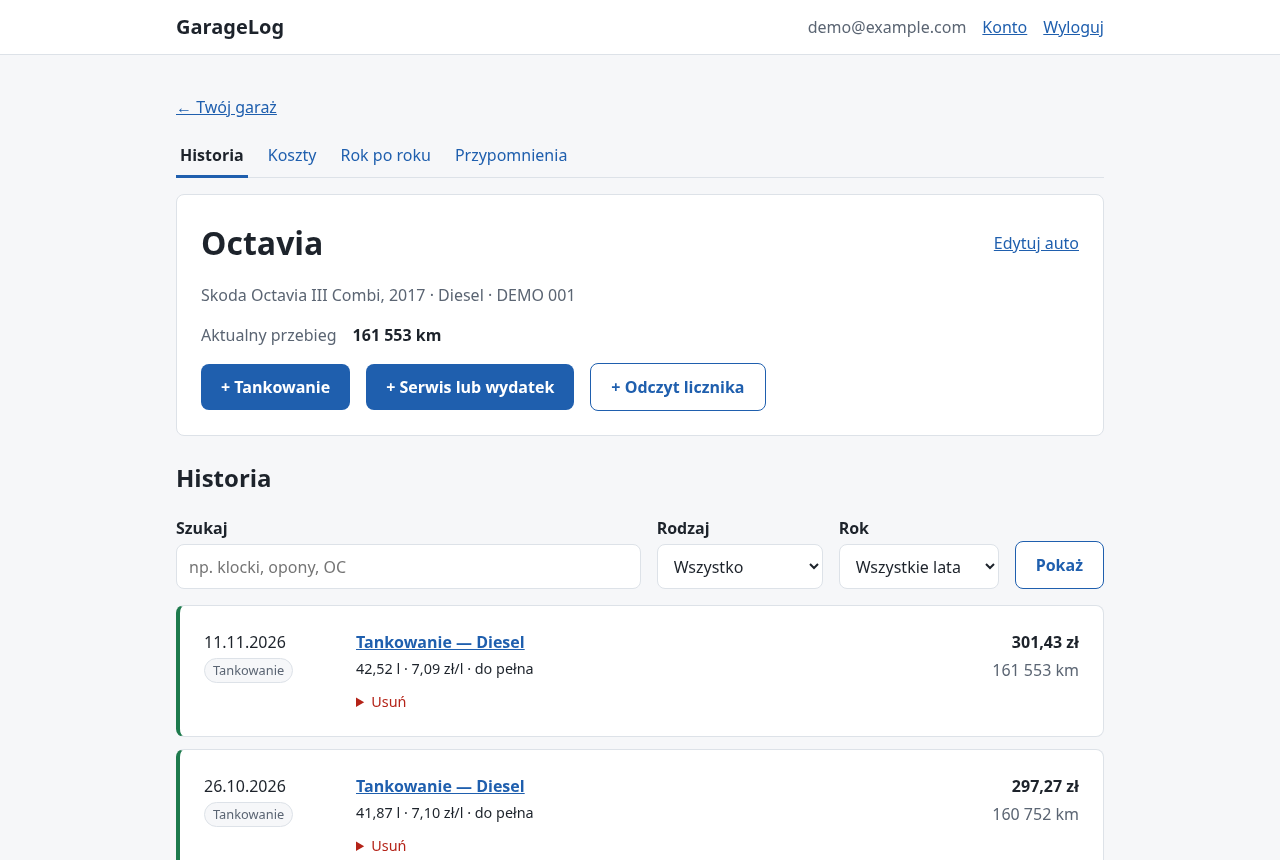 GarageLog demo@example.com Konto Wyloguj
← Twój garaż
Historia Koszty Rok po roku Przypomnienia
Octavia Edytuj auto
Skoda Octavia III Combi, 2017 · Diesel · DEMO 001
Aktualny przebieg 161 553 km
+ Tankowanie + Serwis lub wydatek + Odczyt licznika
Historia
Szukaj Rodzaj Rok
np. klocki, opony, OC Wszystko Wszystkie lata Pokaż
11.11.2026 Tankowanie — Diesel 301,43 zł
Tankowanie 42,52 l · 7,09 zł/l · do pełna 161 553 km
Usuń
26.10.2026 Tankowanie — Diesel 297,27 zł
Tankowanie 41,87 l · 7,10 zł/l · do pełna 160 752 km
Usuń